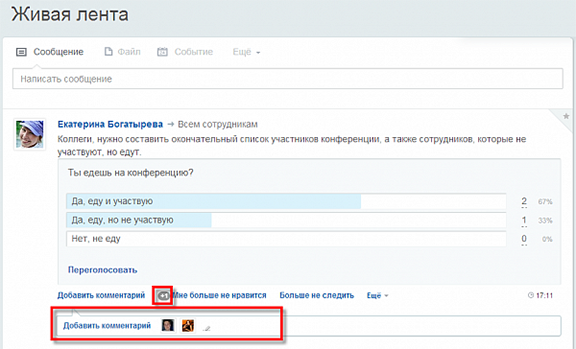 Живая лента
Сообщение Файл Событие Ещё
Написать сообщение
Екатерина Богатырева → Всем сотрудникам
Коллеги, нужно составить окончательный список участников конференции, а также сотрудников, которые не
участвуют, но едут.
Ты едешь на конференцию?
Да, еду и участвую 2 67%
Да, еду, но не участвую 1 33%
Нет, не еду 0 0%
Переголосовать
Добавить комментарий +1 Мне больше не нравится Больше не следить Ещё 17:11
Добавить комментарий